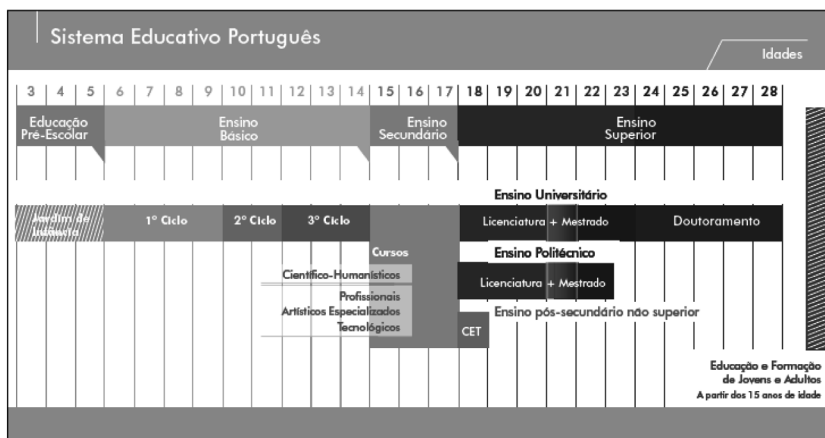 Sistema Educativo Português
Idades
3 4 5 6 7 8 9 10 11 12 13 14 15 16 17 18 19 20 21 22 23 24 25 26 27 28
Educação
Pré-Escolar
Ensino
Básico
Ensino
Secundário
Ensino
Superior
Ensino Universitário
Jardim de
Infância
1º Ciclo
2º Ciclo
3º Ciclo
Licenciatura + Mestrado
Doutoramento
Cursos
Ensino Politécnico
Científico-Humanísticos
Licenciatura + Mestrado
Profissionais
Artísticos Especializados
Tecnológicos
Ensino pós-secundário não superior
CET
Educação e Formação
de Jovens e Adultos
A partir dos 15 anos de idade